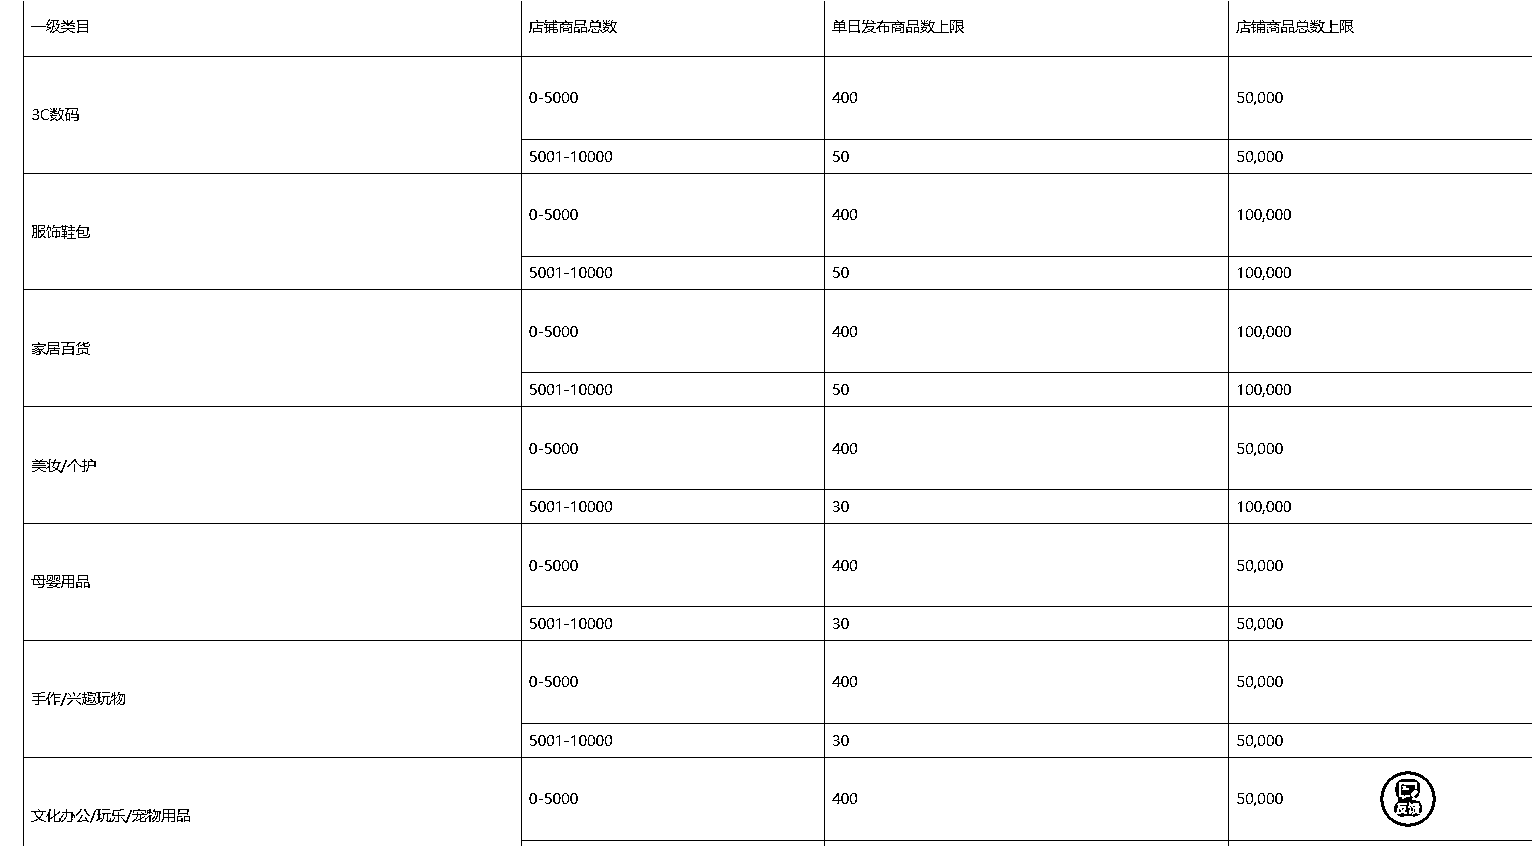 一级类目 店铺商品总数 单日发布商品数上限 店铺商品总数上限
3C数码 0-5000 400 50,000
5001-10000 50 50,000
服饰鞋包 0-5000 400 100,000
5001-10000 50 100,000
家居百货 0-5000 400 100,000
5001-10000 50 100,000
美妆/个护 0-5000 400 50,000
5001-10000 30 100,000
母婴用品 0-5000 400 50,000
5001-10000 30 50,000
手作/兴趣玩物 0-5000 400 50,000
5001-10000 30 50,000
文化办公/玩乐/宠物用品 0-5000 400 50,000
反馈